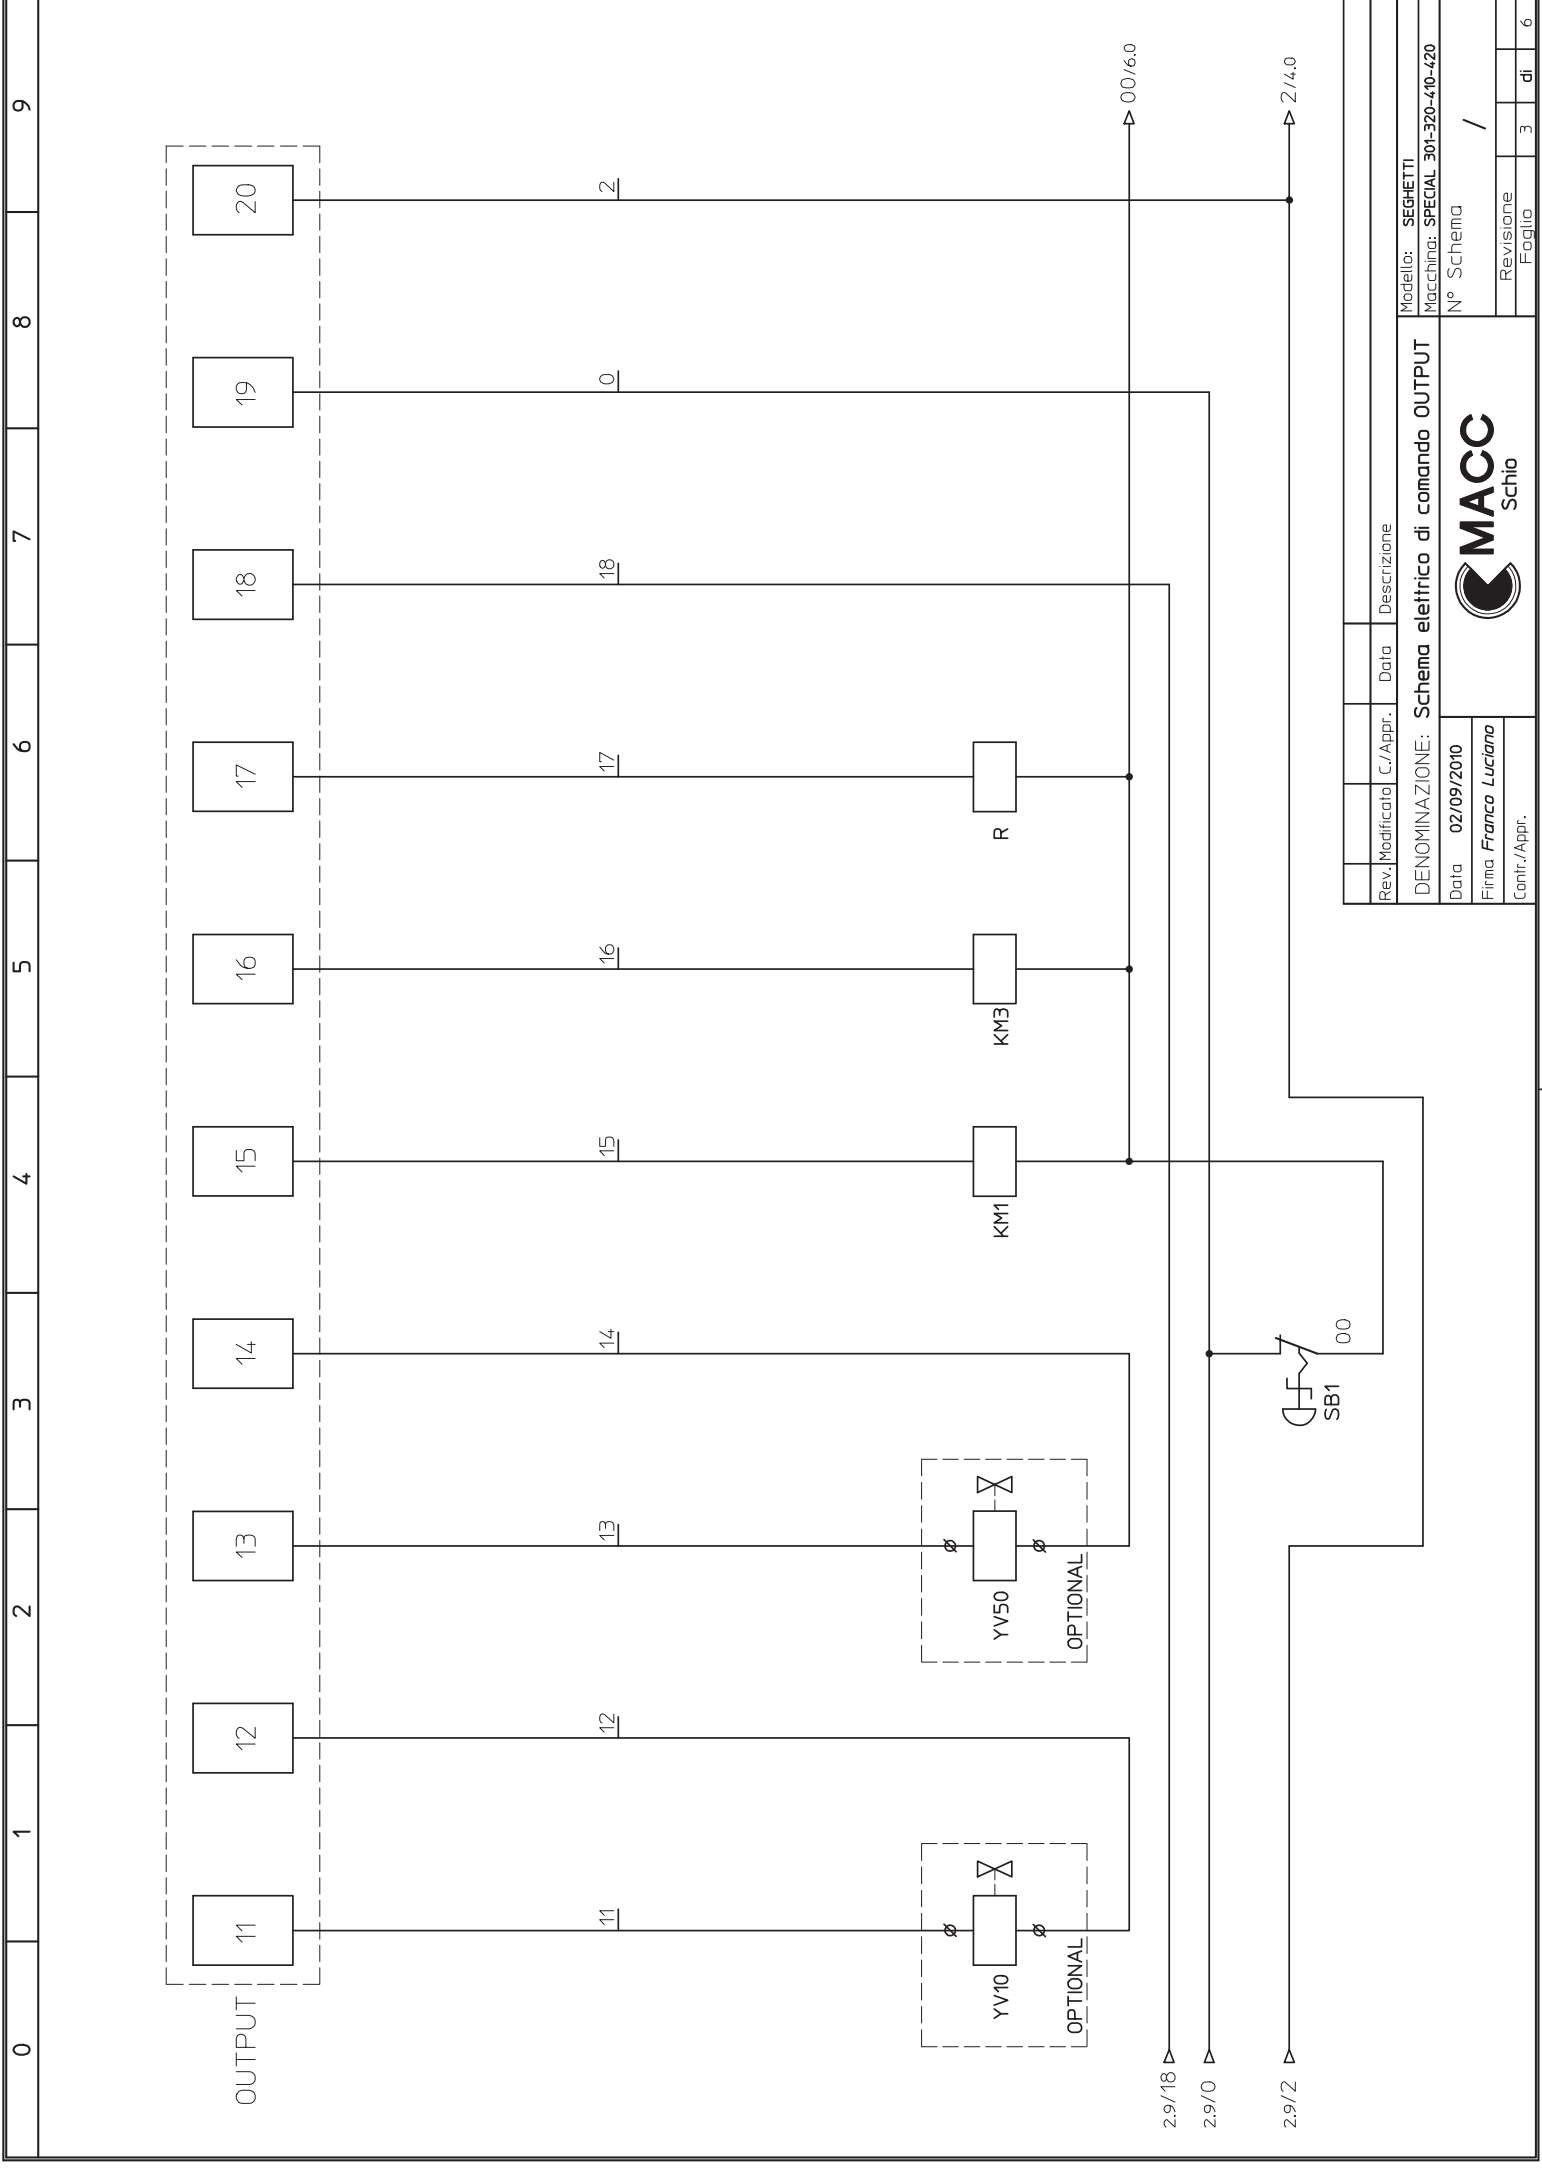 0 1 2 3 4 5 6 7 8 9
OUTPUT
11 12 13 14 15 16 17 18 19 20
11 12 13 14 15 16 17 18 0 2
YV10
OPTIONAL
YV50
OPTIONAL
KM1
KM3
R
00/6.0
2.9/18
2.9/0
2.9/2
2/4.0
SB1
00
Rev. Modificato C./Appr. Data Descrizione
DENOMINAZIONE: Schema elettrico di comando OUTPUT
Data 02/09/2010
Firma Franco Luciano
Contr./Appr.
MACC
Schio
Modello: SEGHETTI
Macchina: SPECIAL 301-320-410-420
N° Schema /
Revisione
Foglio 3 di 6